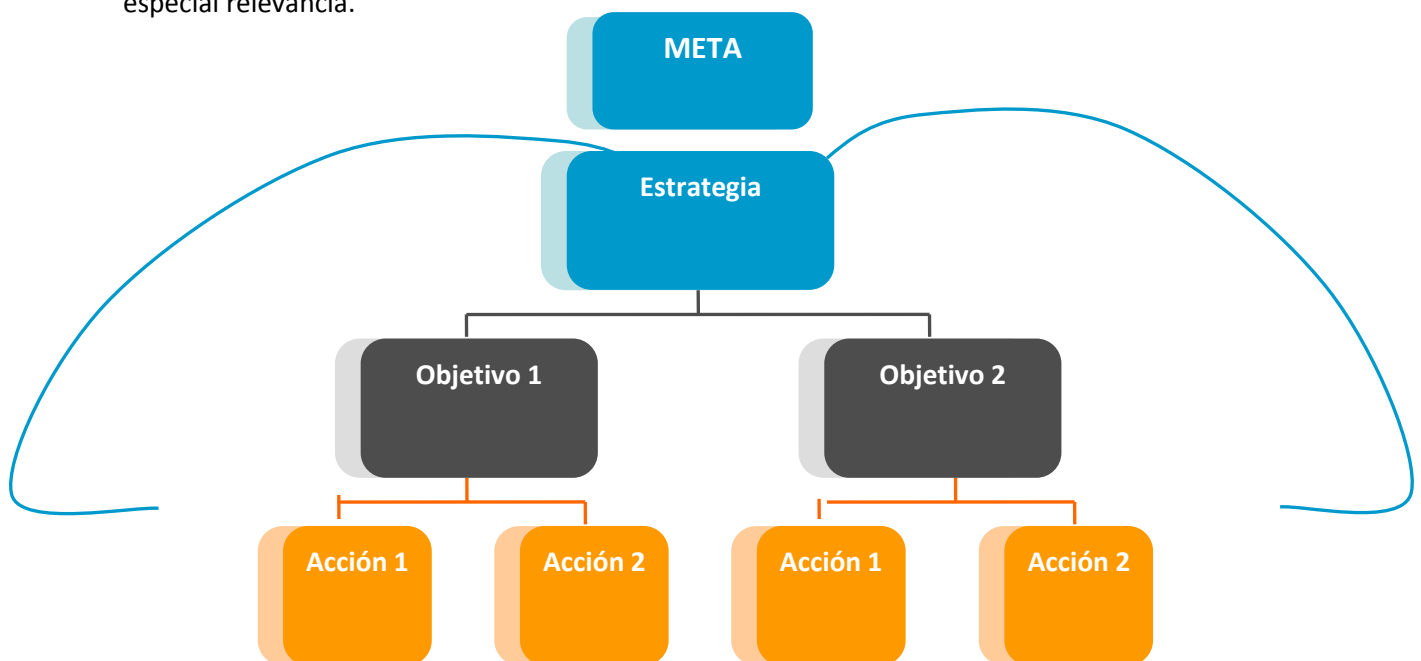 especial relevancia.
META
Estrategia
Objetivo 1
Objetivo 2
Acción 1
Acción 2
Acción 1
Acción 2